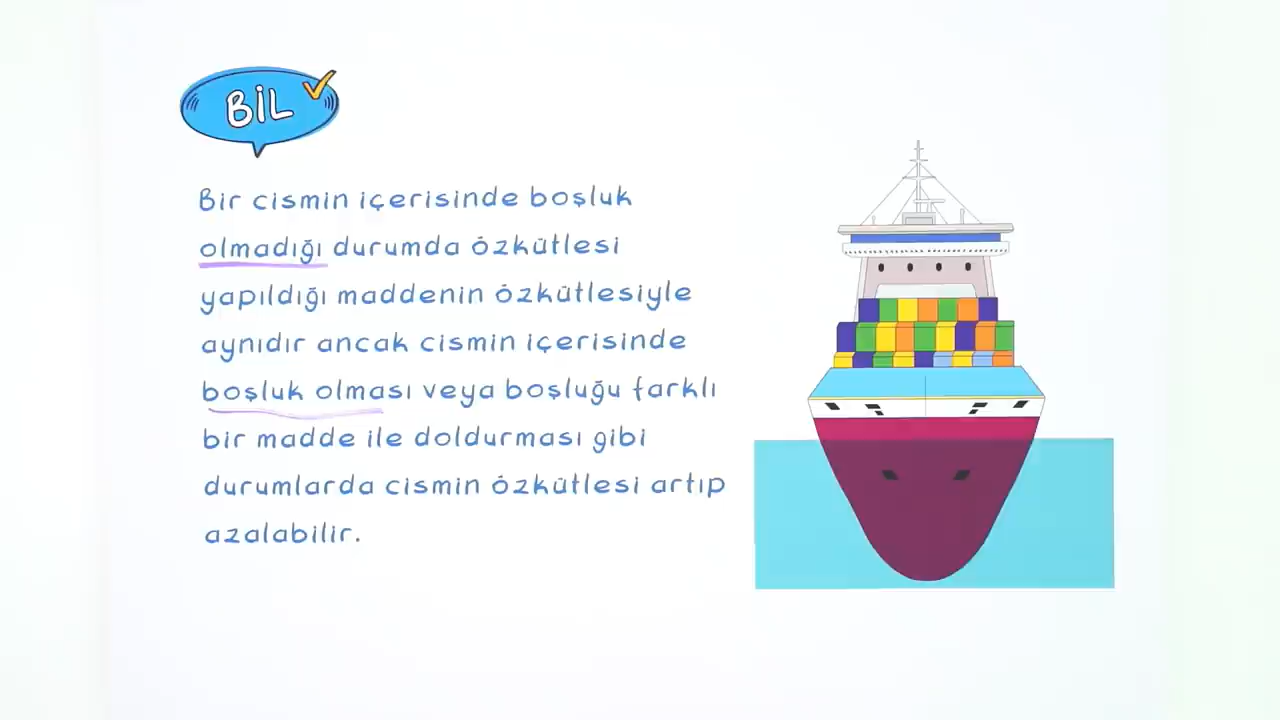 BİL
Bir cismin içerisinde boşluk
olmadığı durumda özkütlesi
yapıldığı maddenin özkütlesiyle
aynıdır ancak cismin içerisinde
boşluk olması veya boşluğu farklı
bir madde ile doldurması gibi
durumlarda cismin özkütlesi artıp
azalabilir.